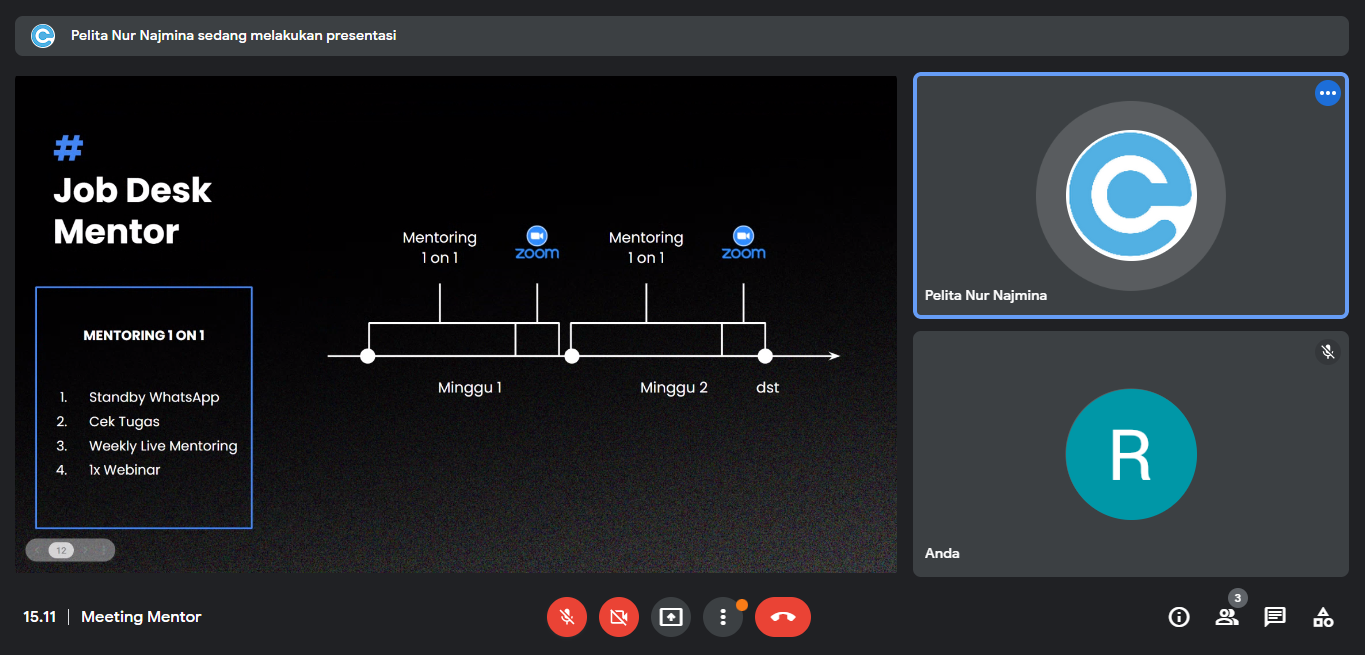 Pelita Nur Najmina sedang melakukan presentasi
#
Job Desk
Mentor
MENTORING 1 ON 1
1. Standby WhatsApp
2. Cek Tugas
3. Weekly Live Mentoring
4. 1x Webinar
12
Mentoring
1 on 1
zoom
Mentoring
1 on 1
zoom
Minggu 1
Minggu 2
dst
Pelita Nur Najmina
R
Anda
15.11 | Meeting Mentor
3